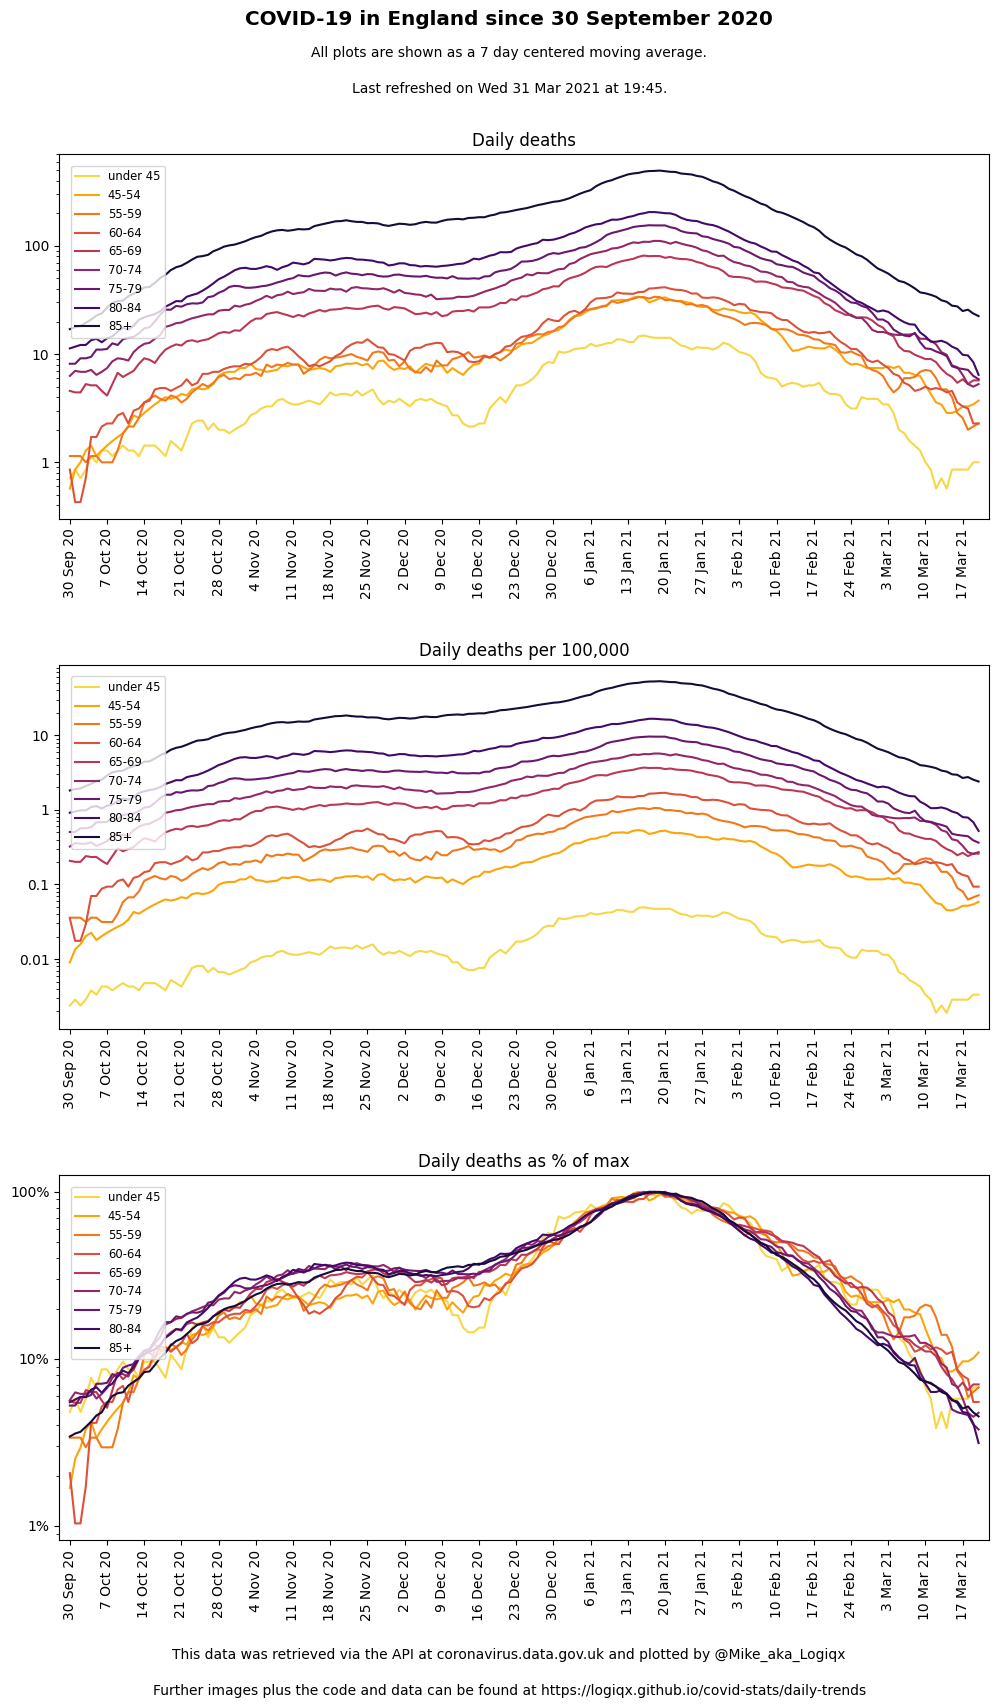 COVID-19 in England since 30 September 2020
All plots are shown as a 7 day centered moving average.
Last refreshed on Wed 31 Mar 2021 at 19:45.
Daily deaths
under 45
45-54
55-59
60-64
65-69
70-74
75-79
80-84
85+
100
10
1
30 Sep 20
7 Oct 20
14 Oct 20
21 Oct 20
28 Oct 20
4 Nov 20
11 Nov 20
18 Nov 20
25 Nov 20
2 Dec 20
9 Dec 20
16 Dec 20
23 Dec 20
30 Dec 20
6 Jan 21
13 Jan 21
20 Jan 21
27 Jan 21
3 Feb 21
10 Feb 21
17 Feb 21
24 Feb 21
3 Mar 21
10 Mar 21
17 Mar 21
Daily deaths per 100,000
under 45
45-54
55-59
60-64
65-69
70-74
75-79
80-84
85+
10
1
0.1
0.01
30 Sep 20
7 Oct 20
14 Oct 20
21 Oct 20
28 Oct 20
4 Nov 20
11 Nov 20
18 Nov 20
25 Nov 20
2 Dec 20
9 Dec 20
16 Dec 20
23 Dec 20
30 Dec 20
6 Jan 21
13 Jan 21
20 Jan 21
27 Jan 21
3 Feb 21
10 Feb 21
17 Feb 21
24 Feb 21
3 Mar 21
10 Mar 21
17 Mar 21
Daily deaths as % of max
under 45
45-54
55-59
60-64
65-69
70-74
75-79
80-84
85+
100%
10%
1%
30 Sep 20
7 Oct 20
14 Oct 20
21 Oct 20
28 Oct 20
4 Nov 20
11 Nov 20
18 Nov 20
25 Nov 20
2 Dec 20
9 Dec 20
16 Dec 20
23 Dec 20
30 Dec 20
6 Jan 21
13 Jan 21
20 Jan 21
27 Jan 21
3 Feb 21
10 Feb 21
17 Feb 21
24 Feb 21
3 Mar 21
10 Mar 21
17 Mar 21
This data was retrieved via the API at coronavirus.data.gov.uk and plotted by @Mike_aka_Logiqx
Further images plus the code and data can be found at https://logiqx.github.io/covid-stats/daily-trends